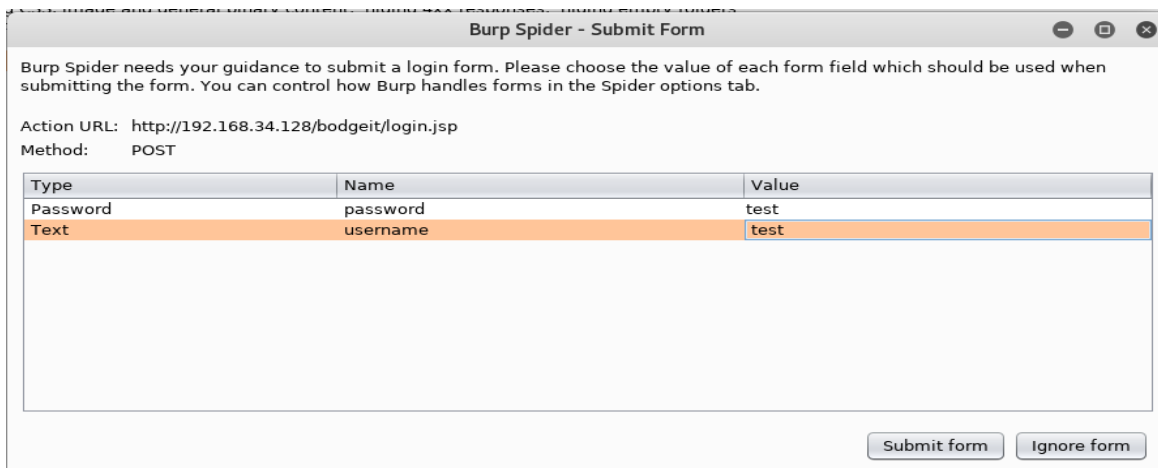 Burp Spider - Submit Form
Burp Spider needs your guidance to submit a login form. Please choose the value of each form field which should be used when
submitting the form. You can control how Burp handles forms in the Spider options tab.
Action URL: http://192.168.34.128/bodgeit/login.jsp
Method: POST
Type Name Value
Password password test
Text username test
Submit form Ignore form